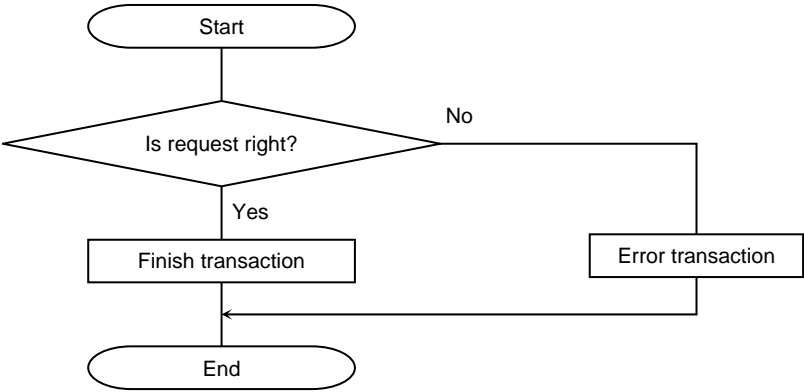 Start
No
Is request right?
Yes
Finish transaction
Error transaction
End